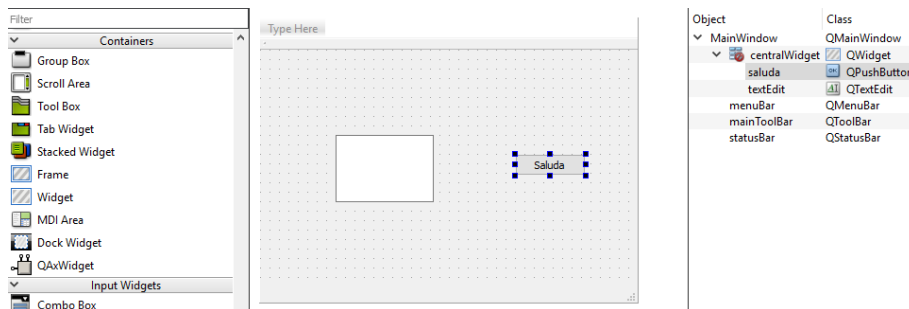 Filter
Containers
Group Box
Scroll Area
Tool Box
Tab Widget
Stacked Widget
Frame
Widget
MDI Area
Dock Widget
QAxWidget
Input Widgets
Combo Box
Type Here
Saluda
Object Class
MainWindow QMainWindow
centralWidget QWidget
saluda QPushButton
textEdit AI QTextEdit
menuBar QMenuBar
mainToolBar QToolBar
statusBar QStatusBar